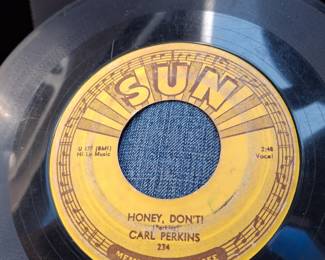 SUN
U 177 (BMI)
Hi Lo Music
2:48
Vocal
HONEY, DON'T!
(Perkins)
CARL PERKINS
234